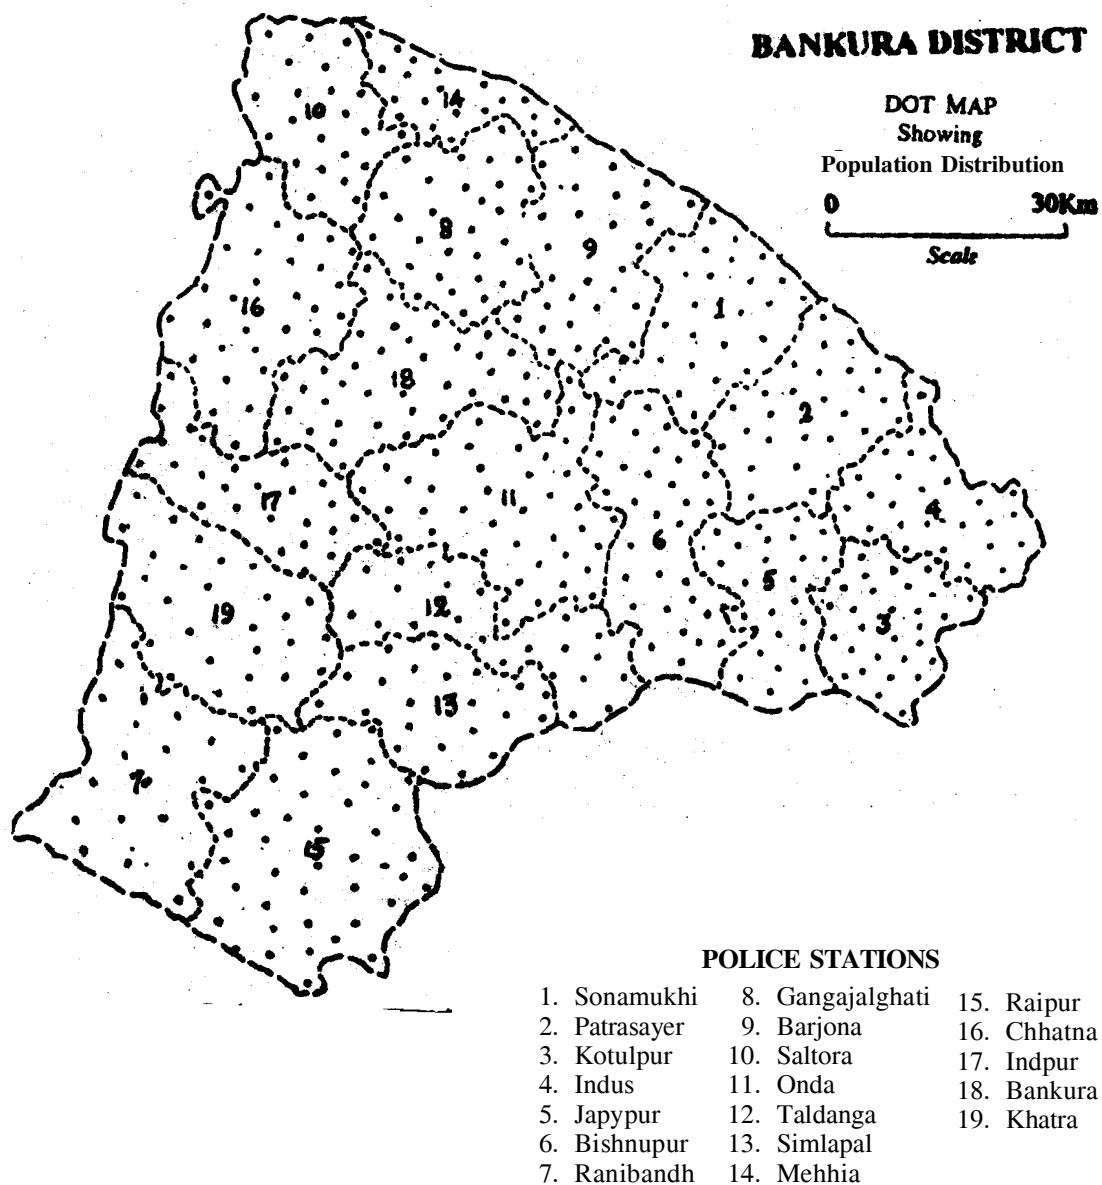 BANKURA DISTRICT
DOT MAP
Showing
Population Distribution
0 30Km
Scale
14
10
8
9
16
1
18
2
17
11
4
6
5
19
12
3
13
7
15
POLICE STATIONS
1. Sonamukhi
2. Patrasayer
3. Kotulpur
4. Indus
5. Japypur
6. Bishnupur
7. Ranibandh
8. Gangajalghati
9. Barjona
10. Saltora
11. Onda
12. Taldanga
13. Simlapal
14. Mehhia
15. Raipur
16. Chhatna
17. Indpur
18. Bankura
19. Khatra